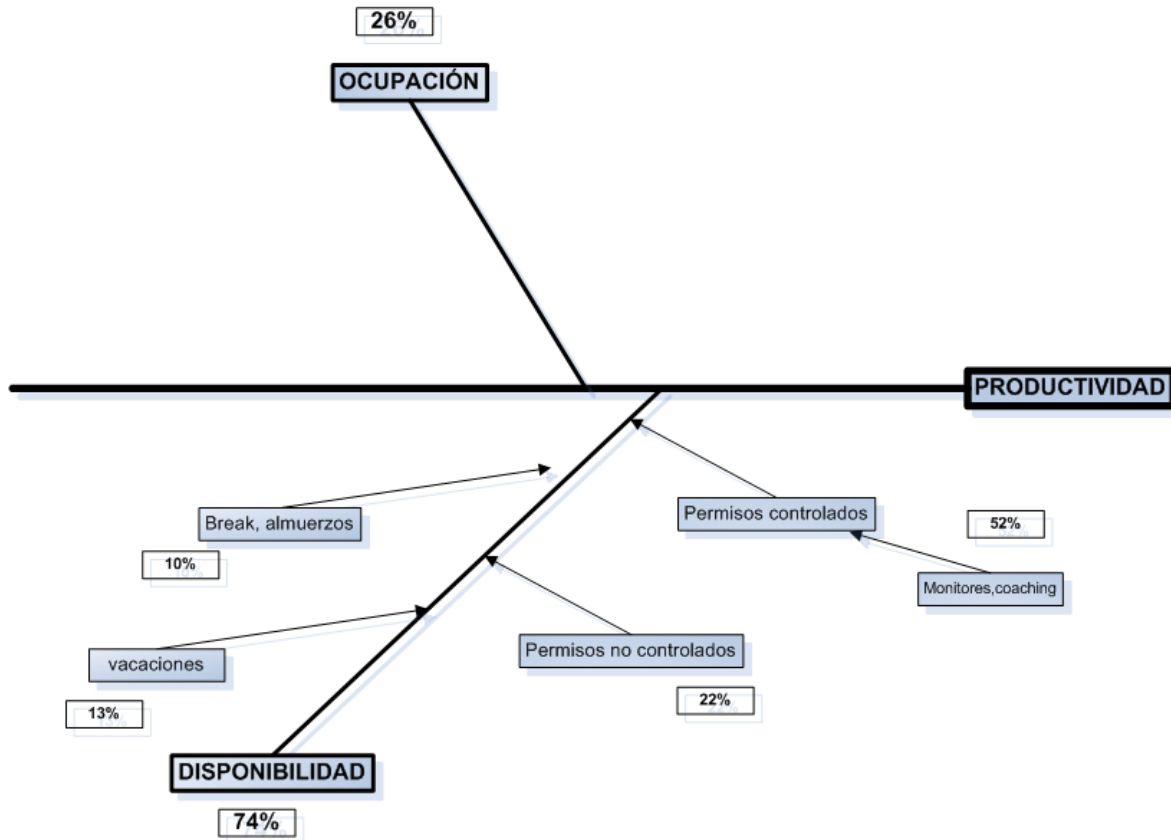 26%
OCUPACIÓN
PRODUCTIVIDAD
Break, almuerzos
10%
Permisos controlados
52%
Monitores,coaching
vacaciones
13%
Permisos no controlados
22%
DISPONIBILIDAD
74%